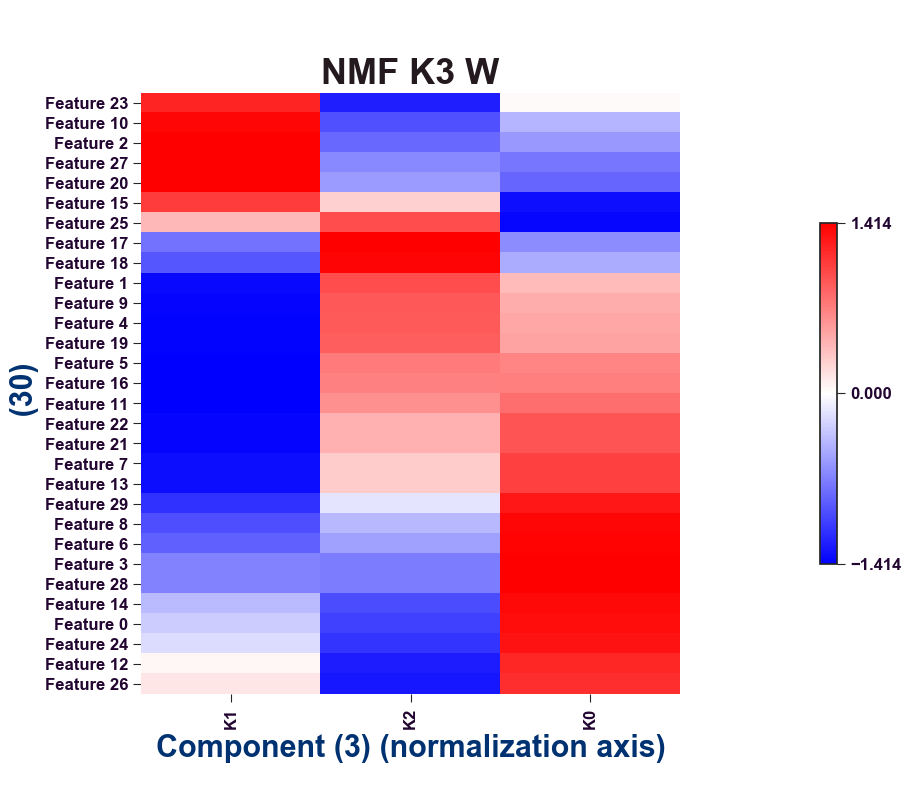 NMF K3 W
Feature 23
Feature 10
Feature 2
Feature 27
Feature 20
Feature 15
Feature 25
Feature 17
Feature 18
Feature 1
Feature 9
Feature 4
Feature 19
Feature 5
Feature 16
Feature 11
Feature 22
Feature 21
Feature 7
Feature 13
Feature 29
Feature 8
Feature 6
Feature 3
Feature 28
Feature 14
Feature 0
Feature 24
Feature 12
Feature 26
(30)
K1
K2
K0
Component (3) (normalization axis)
1.414
0.000
−1.414